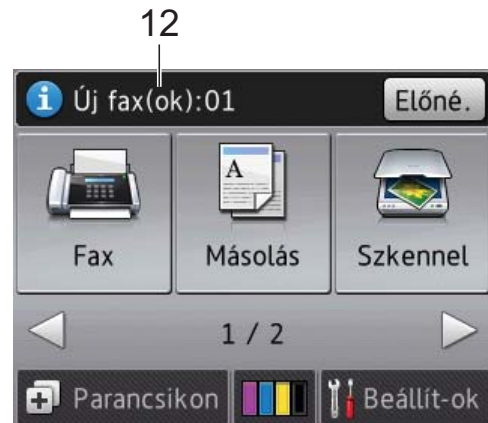 12
Új fax(ok):01 Előné.
Fax Másolás Szkennel
1 / 2
Parancsikon Beállít-ok